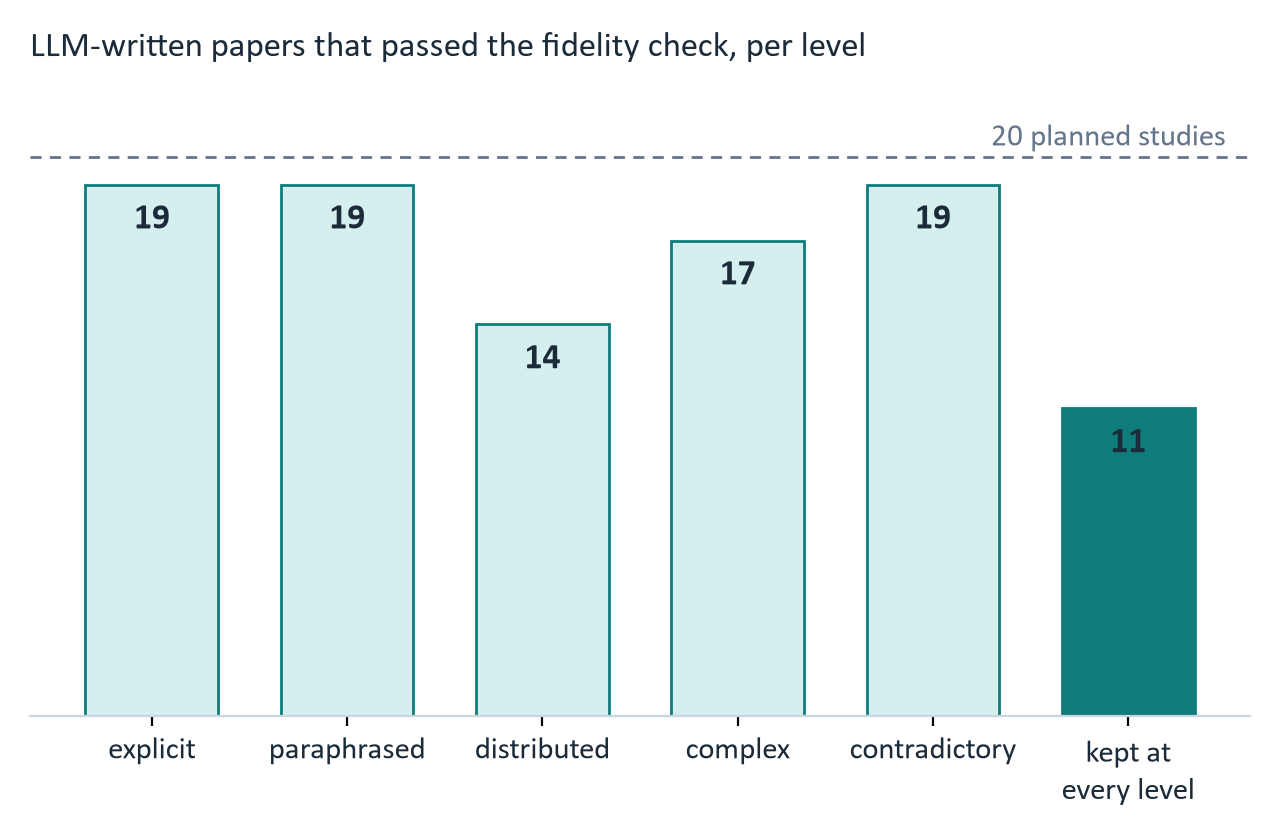 LLM-written papers that passed the fidelity check, per level
20 planned studies
19
19
14
17
19
11
explicit
paraphrased
distributed
complex
contradictory
kept at
every level